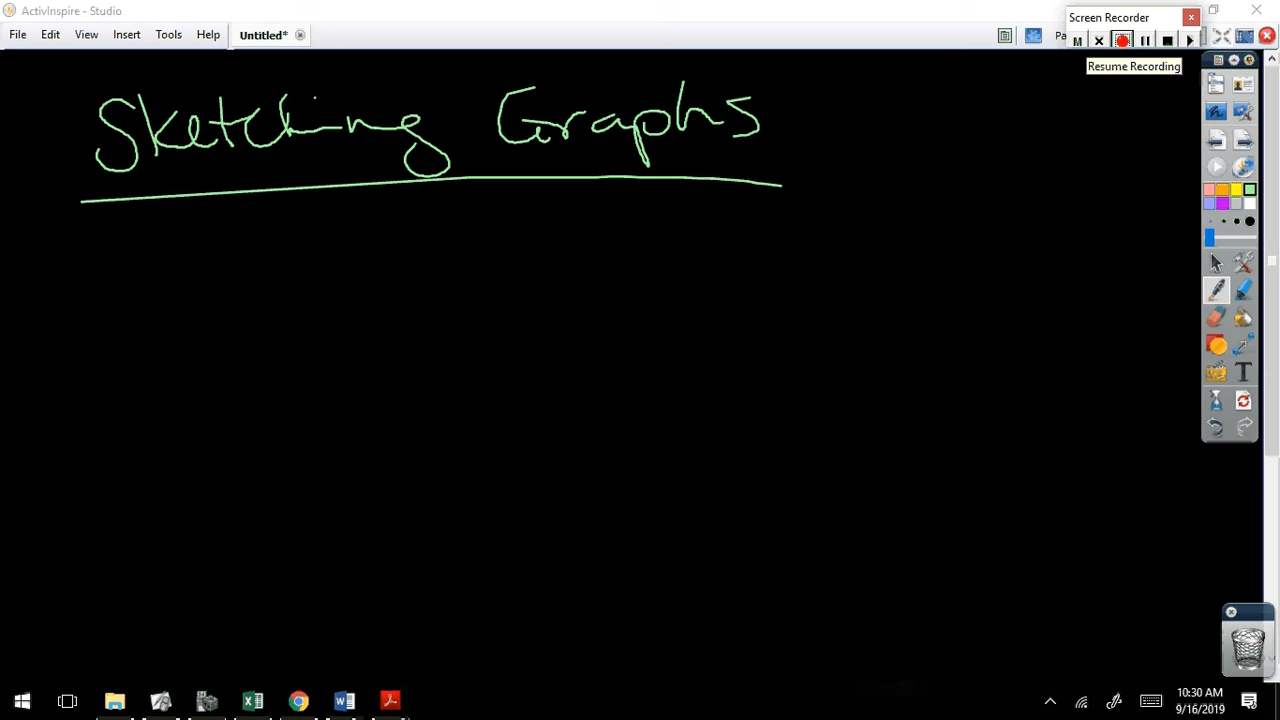 ActivInspire - Studio
Screen Recorder
File Edit View Insert Tools Help Untitled*
Pa
M
Resume Recording
Sketching Graphs
T
10:30 AM
9/16/2019